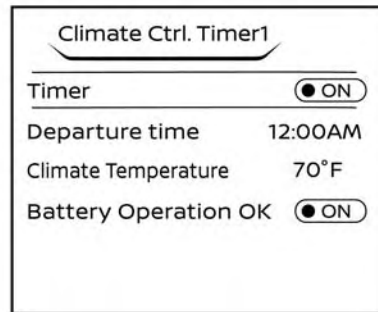 Climate Ctrl. Timer1
Timer ON
Departure time 12:00AM
Climate Temperature 70°F
Battery Operation OK ON